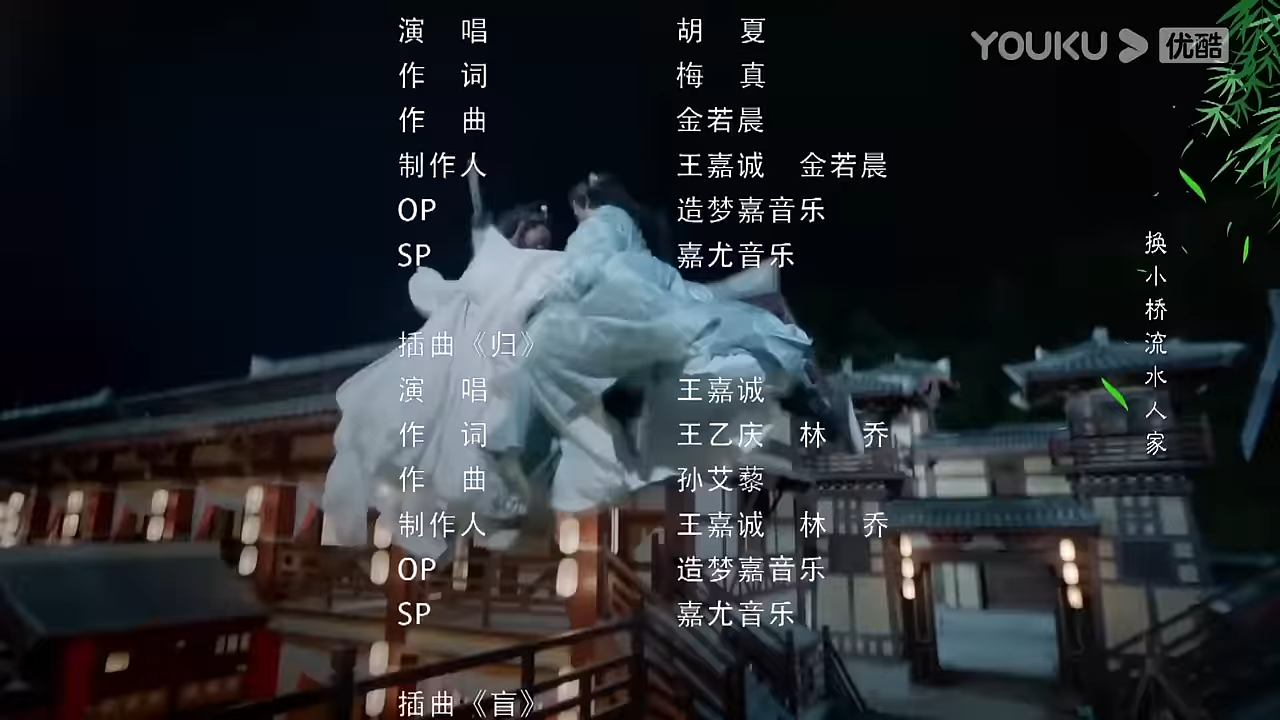 演 唱 胡 夏
作 词 梅 真
作 曲 金若晨
制作人 王嘉诚 金若晨
OP 造梦嘉音乐
SP 嘉尤音乐
插曲《归》
演 唱 王嘉诚
作 词 王乙庆 林 乔
作 曲 孙艾藜
制作人 王嘉诚 林 乔
OP 造梦嘉音乐
SP 嘉尤音乐
插曲《盲》
YOUKU 优酷
换小桥流水人家